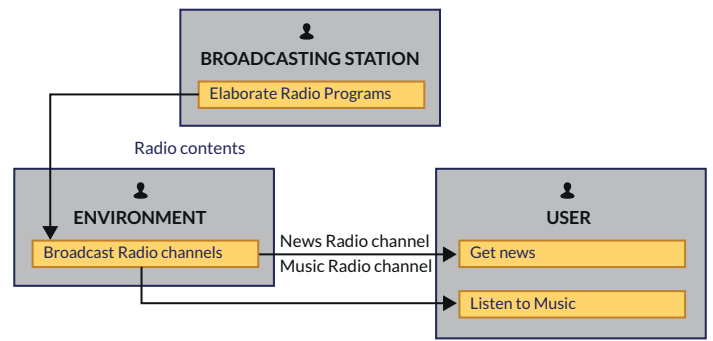 BROADCASTING STATION
Elaborate Radio Programs
Radio contents
ENVIRONMENT
Broadcast Radio channels
News Radio channel
Music Radio channel
USER
Get news
Listen to Music